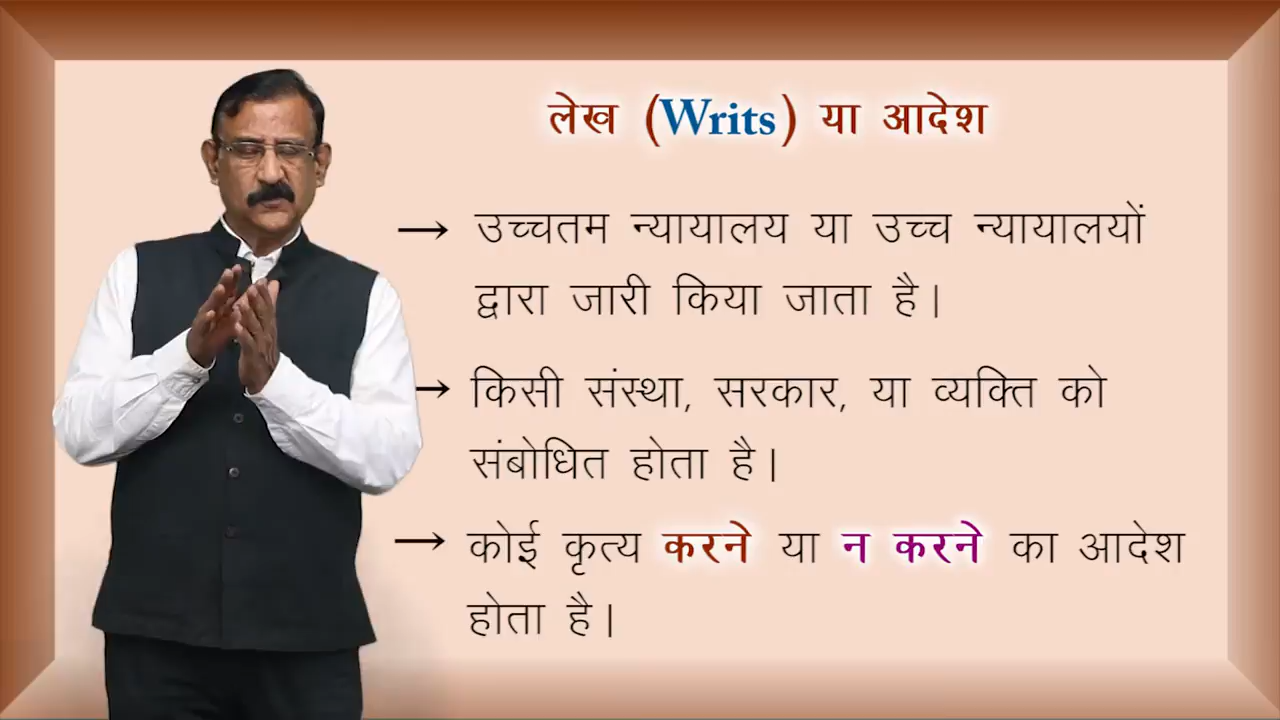 लेख (Writs) या आदेश
→ उच्चतम न्यायालय या उच्च न्यायालयों
द्वारा जारी किया जाता है।
→ किसी संस्था, सरकार, या व्यक्ति को
संबोधित होता है।
→ कोई कृत्य करने या न करने का आदेश
होता है।